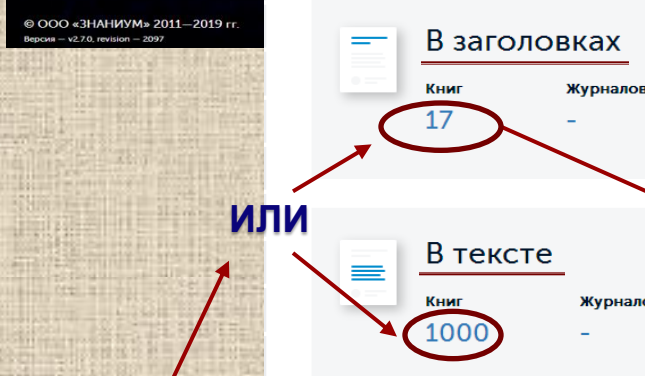 © ООО «ЗНАНИУМ» 2011—2019 гг.
Версия — v2.7.0, revision — 2097
В заголовках
Книг Журналов
17 -
ИЛИ
В тексте
Книг Журнало
1000 -